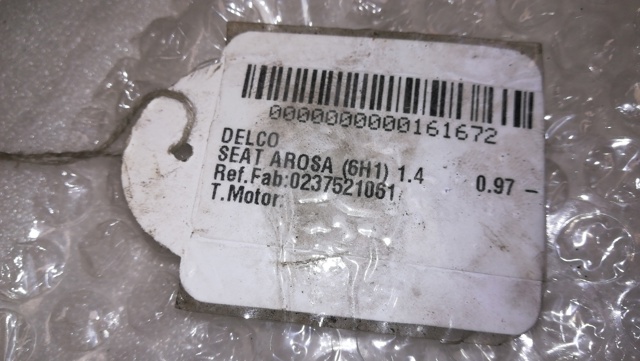 0000000000161672
DELCO
SEAT AROSA (6H1) 1.4 0.97 -
Ref.Fab:0237521061
T.Motor: